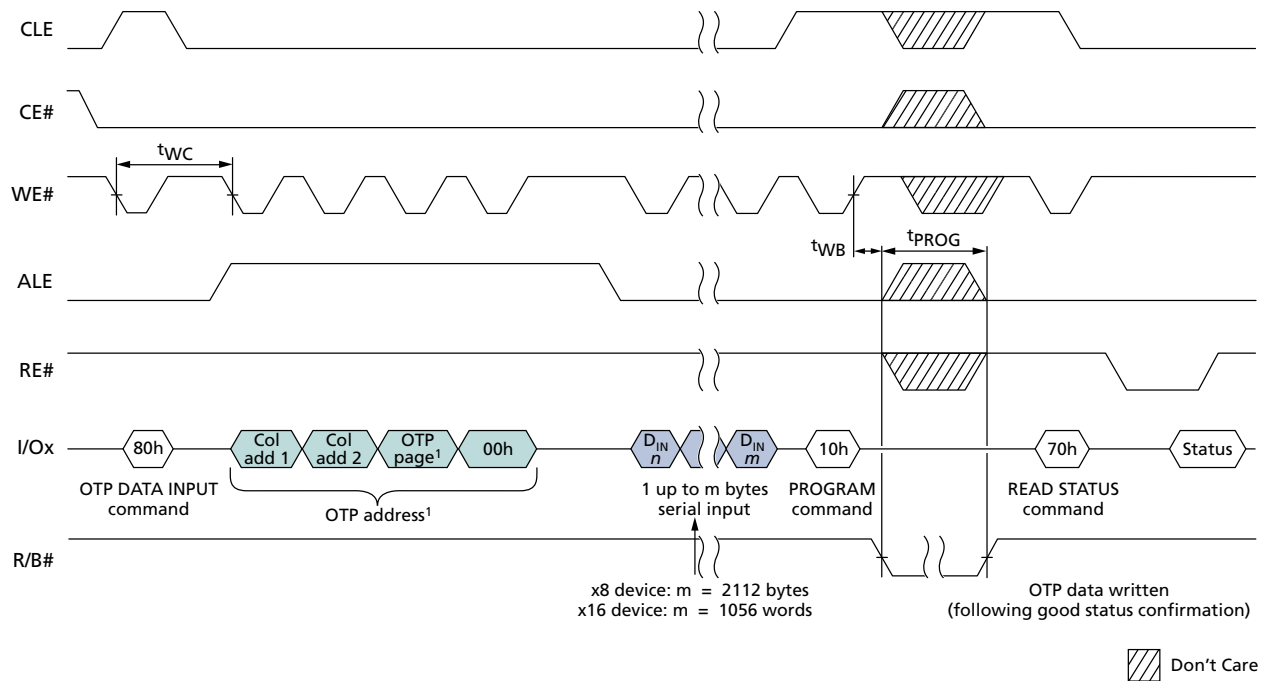 CLE
CE#
tWC
WE#
tWB
tPROG
ALE
RE#
I/Ox
80h
Col
add 1
Col
add 2
OTP
page1
00h
DIN
n
DIN
m
10h
70h
Status
OTP DATA INPUT
command
OTP address1
1 up to m bytes
serial input
PROGRAM
command
READ STATUS
command
R/B#
x8 device: m = 2112 bytes
x16 device: m = 1056 words
OTP data written
(following good status confirmation)
Don't Care